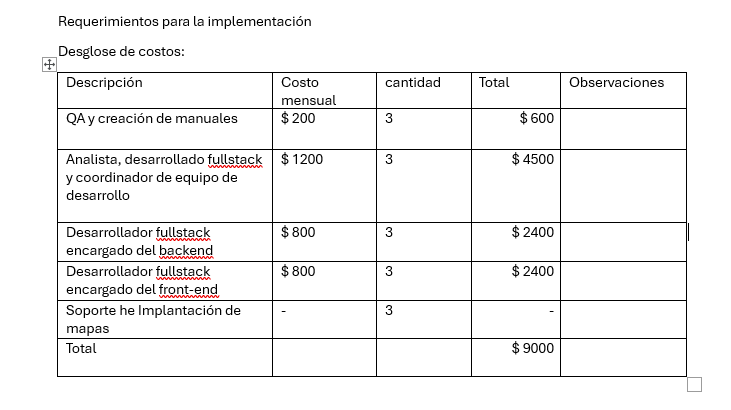 Requerimientos para la implementación
Desglose de costos:
Descripción
Costo
mensual
cantidad
Total
Observaciones
QA y creación de manuales
$ 200
3
$ 600
Analista, desarrollado fullstack
y coordinador de equipo de
desarrollo
$ 1200
3
$ 4500
Desarrollador fullstack
encargado del backend
$ 800
3
$ 2400
Desarrollador fullstack
encargado del front-end
$ 800
3
$ 2400
Soporte he Implantación de
mapas
-
3
-
Total
$ 9000